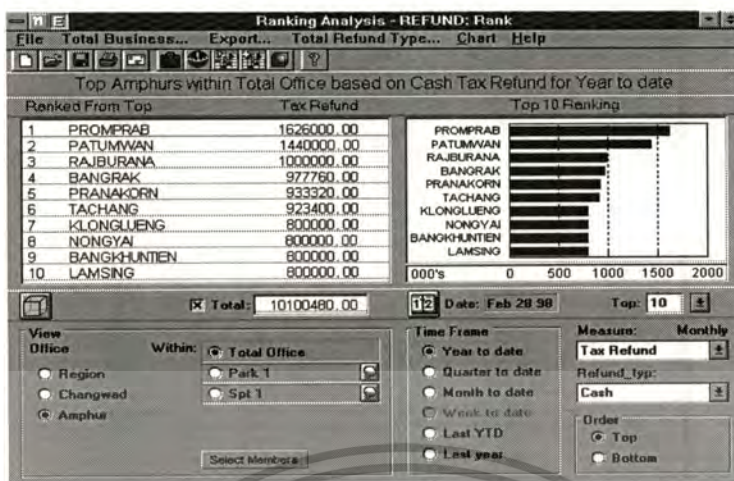 Ranking Analysis - REFUND: Rank
File Total Business... Export... Total Refund Type... Chart Help
Top Amphurs within Total Office based on Cash Tax Refund for Year to date
Ranked From Top Tax Refund
1 PROMPRAB 1626000.00
2 PATUMWAN 1440000.00
3 RAJBURANA 1000000.00
4 BANGRAK 977760.00
5 PRANAKORN 933320.00
6 TACHANG 923400.00
7 KLONGLUENG 800000.00
8 NONGYAI 800000.00
9 BANGKHUNTIEN 800000.00
10 LAMSING 800000.00
Top 10 Ranking
PROMPRAB
PATUMWAN
RAJBURANA
BANGRAK
PRANAKORN
TACHANG
KLONGLUENG
NONGYAI
BANGKHUNTIEN
LAMSING
000's 0 500 1000 1500 2000
Total: 10100480.00
Date: Feb 28 98 Top: 10
View
Office Within:
Region
Changwad
Amphur
Total Office
Park 1
Spt 1
Select Members
Time Frame
Year to date
Quarter to date
Month to date
Week to date
Last YTD
Last year
Measure: Monthly
Tax Refund
Refund_typ:
Cash
Order
Top
Bottom